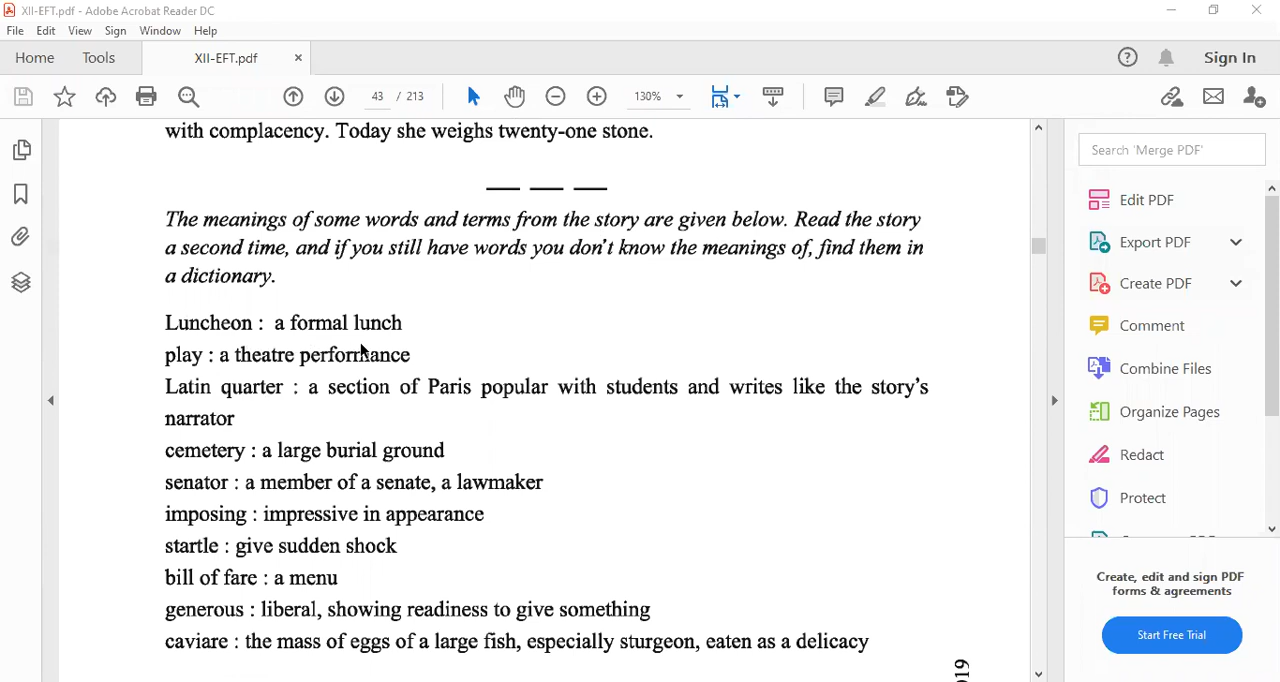 XII-EFT.pdf - Adobe Acrobat Reader DC
File Edit View Sign Window Help
Home Tools XII-EFT.pdf × Sign In
43 / 213 130%
with complacency. Today she weighs twenty-one stone.
The meanings of some words and terms from the story are given below. Read the story
a second time, and if you still have words you don't know the meanings of, find them in
a dictionary.
Luncheon : a formal lunch
play : a theatre performance
Latin quarter : a section of Paris popular with students and writes like the story's
narrator
cemetery : a large burial ground
senator : a member of a senate, a lawmaker
imposing : impressive in appearance
startle : give sudden shock
bill of fare : a menu
generous : liberal, showing readiness to give something
caviare : the mass of eggs of a large fish, especially sturgeon, eaten as a delicacy
019
Search 'Merge PDF'
Edit PDF
Export PDF
Create PDF
Comment
Combine Files
Organize Pages
Redact
Protect
Create, edit and sign PDF
forms & agreements
Start Free Trial